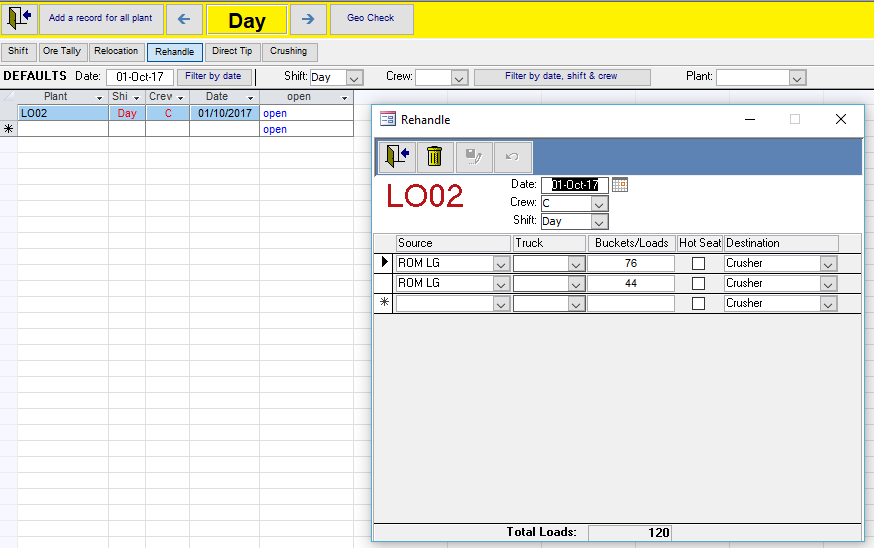 Add a record for all plant Day Geo Check
Shift Ore Tally Relocation Rehandle Direct Tip Crushing
DEFAULTS Date: 01-Oct-17 Filter by date Shift: Day Crew: Filter by date, shift & crew Plant:
Plant Shi Crev Date open
LO02 Day C 01/10/2017 open
open
Rehandle
LO02
Date: 01-Oct-17
Crew: C
Shift: Day
Source Truck Buckets/Loads Hot Seat Destination
ROM LG 76 Crusher
ROM LG 44 Crusher
Crusher
Total Loads: 120